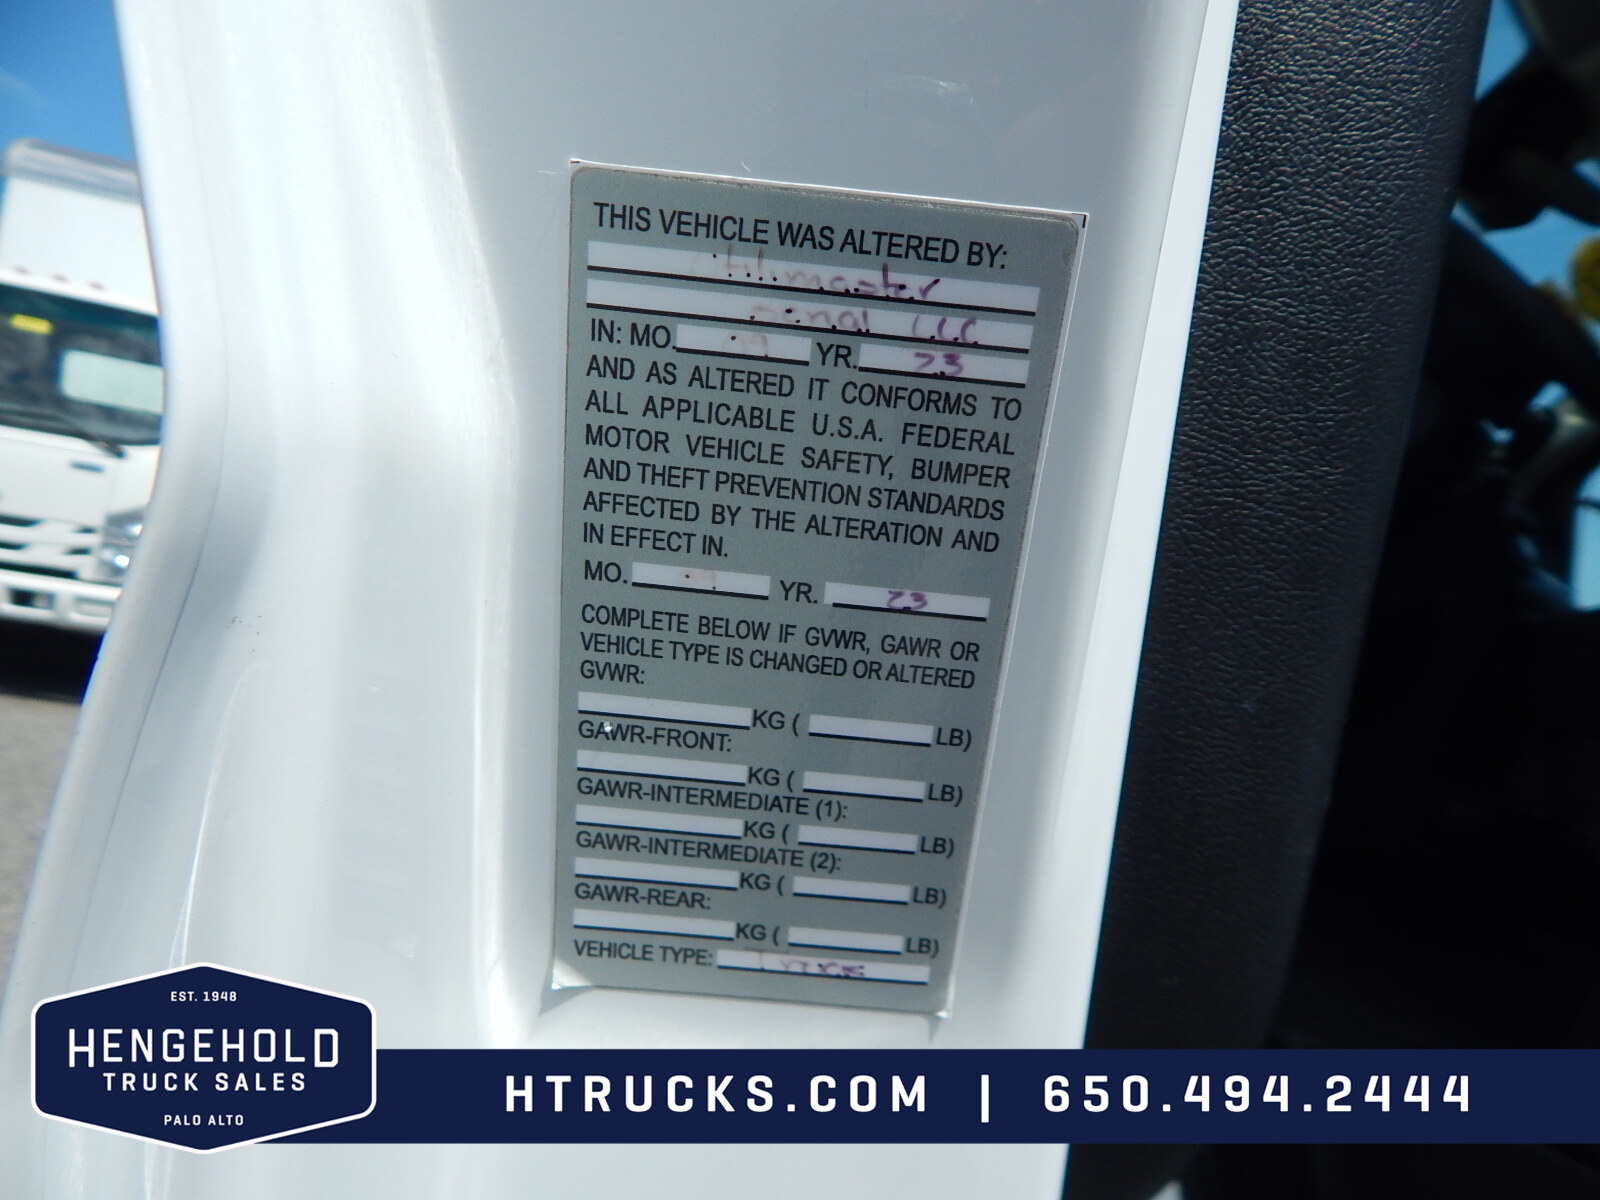 THIS VEHICLE WAS ALTERED BY:
LLC
IN: MO. YR. 23
AND AS ALTERED IT CONFORMS TO
ALL APPLICABLE U.S.A. FEDERAL
MOTOR VEHICLE SAFETY, BUMPER
AND THEFT PREVENTION STANDARDS
AFFECTED BY THE ALTERATION AND
IN EFFECT IN.
MO. YR. 23
COMPLETE BELOW IF GVWR, GAWR OR
VEHICLE TYPE IS CHANGED OR ALTERED
GVWR:
KG ( LB)
GAWR-FRONT:
KG ( LB)
GAWR-INTERMEDIATE (1):
KG ( LB)
GAWR-INTERMEDIATE (2):
KG ( LB)
GAWR-REAR:
KG ( LB)
VEHICLE TYPE: Truck
EST. 1948
HENGEHOLD
TRUCK SALES
PALO ALTO
HTRUCKS.COM | 650.494.2444